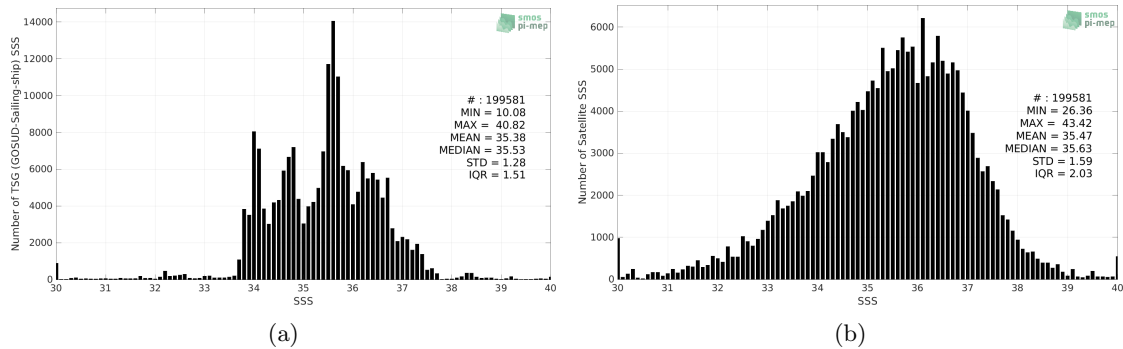 14000
12000
10000
8000
6000
4000
2000
0
30
31
32
33
34
35
36
37
38
39
40
SSS
Number of TSG (GOSUD-Sailing-ship) SSS
smos
pi-mep
# : 199581
MIN = 10.08
MAX = 40.82
MEAN = 35.38
MEDIAN = 35.53
STD = 1.28
IQR = 1.51
(a)
6000
5000
4000
3000
2000
1000
0
30
31
32
33
34
35
36
37
38
39
40
SSS
Number of Satellite SSS
smos
pi-mep
# : 199581
MIN = 26.36
MAX = 43.42
MEAN = 35.47
MEDIAN = 35.63
STD = 1.59
IQR = 2.03
(b)